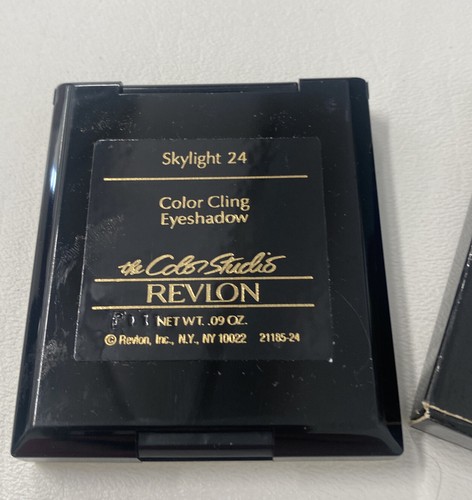 Skylight 24
Color Cling
Eyeshadow
the Color Studio
REVLON
NET WT. .09 OZ.
© Revlon, Inc., N.Y., NY 10022 21185-24